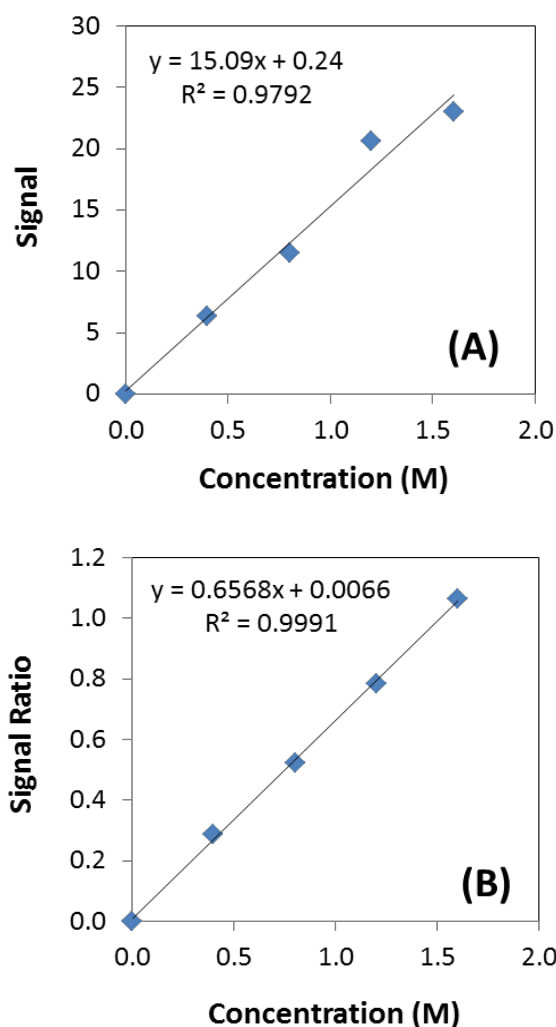 30
25
20
15
10
5
0
y = 15.09x + 0.24
R² = 0.9792
Signal
(A)
0.0 0.5 1.0 1.5 2.0
Concentration (M)
1.2
1.0
0.8
0.6
0.4
0.2
0.0
y = 0.6568x + 0.0066
R² = 0.9991
Signal Ratio
(B)
0.0 0.5 1.0 1.5 2.0
Concentration (M)